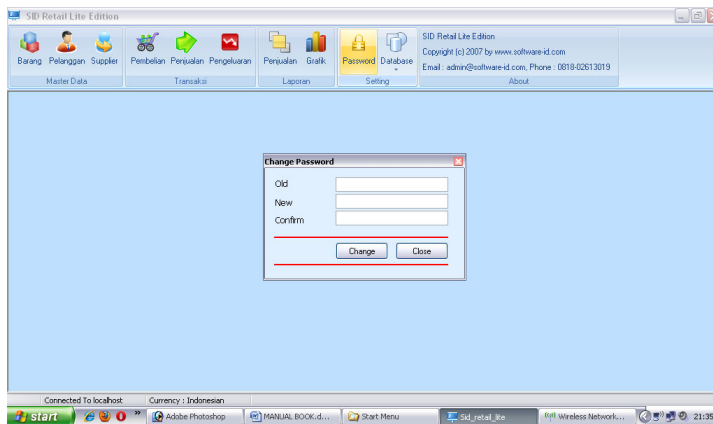 SID Retail Lite Edition
Barang Pelanggan Supplier
Master Data
Pembelian Penjualan Pengeluaran
Transaksi
Penjualan Grafik
Laporan
Password Database
Setting
SID Retail Lite Edition
Copyright (c) 2007 by www.software-id.com
Email : admin@software-id.com, Phone : 0818-02613019
About
Change Password
Old
New
Confirm
Change Close
Connected To localhost Currency : Indonesian
start Adobe Photoshop MANUAL BOOK.d... Start Menu Sid_retail_lite Wireless Network... 21:35